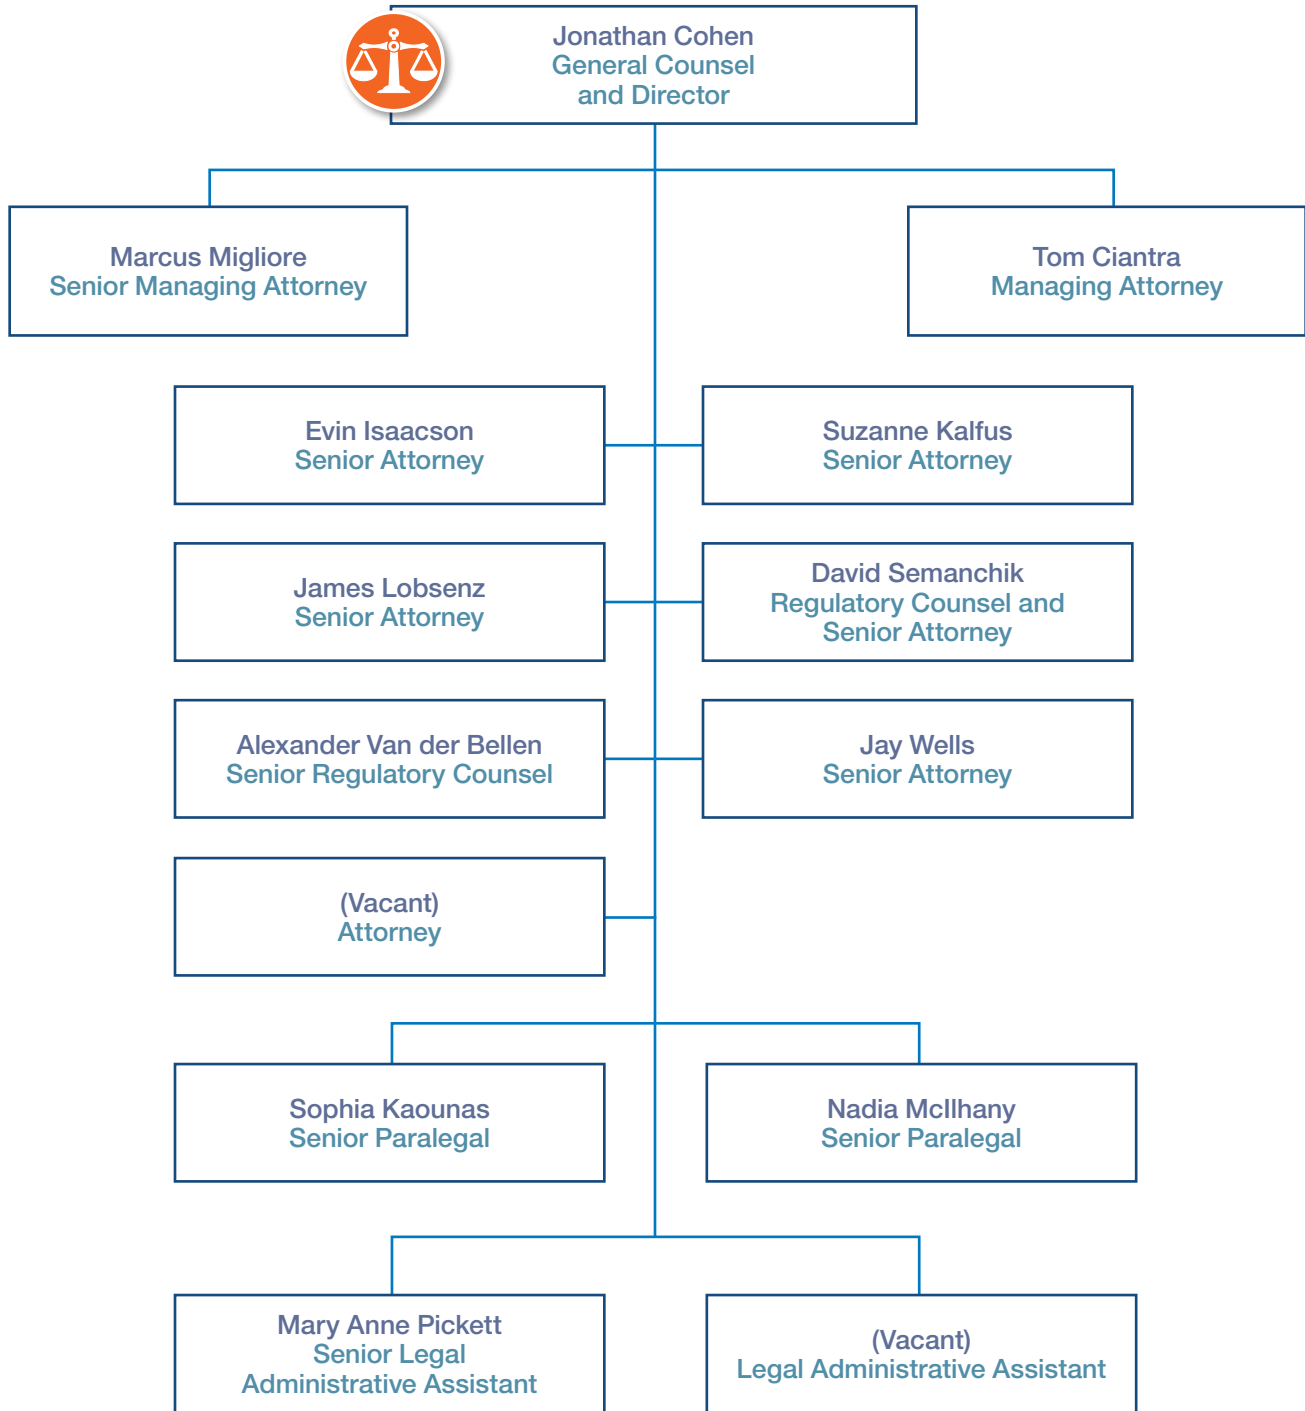 Jonathan Cohen
General Counsel
and Director
Marcus Migliore
Senior Managing Attorney
Tom Ciantra
Managing Attorney
Evin Isaacson
Senior Attorney
Suzanne Kalfus
Senior Attorney
James Lobsenz
Senior Attorney
David Semanchik
Regulatory Counsel and
Senior Attorney
Alexander Van der Bellen
Senior Regulatory Counsel
Jay Wells
Senior Attorney
(Vacant)
Attorney
Sophia Kaounas
Senior Paralegal
Nadia McIlhany
Senior Paralegal
Mary Anne Pickett
Senior Legal
Administrative Assistant
(Vacant)
Legal Administrative Assistant